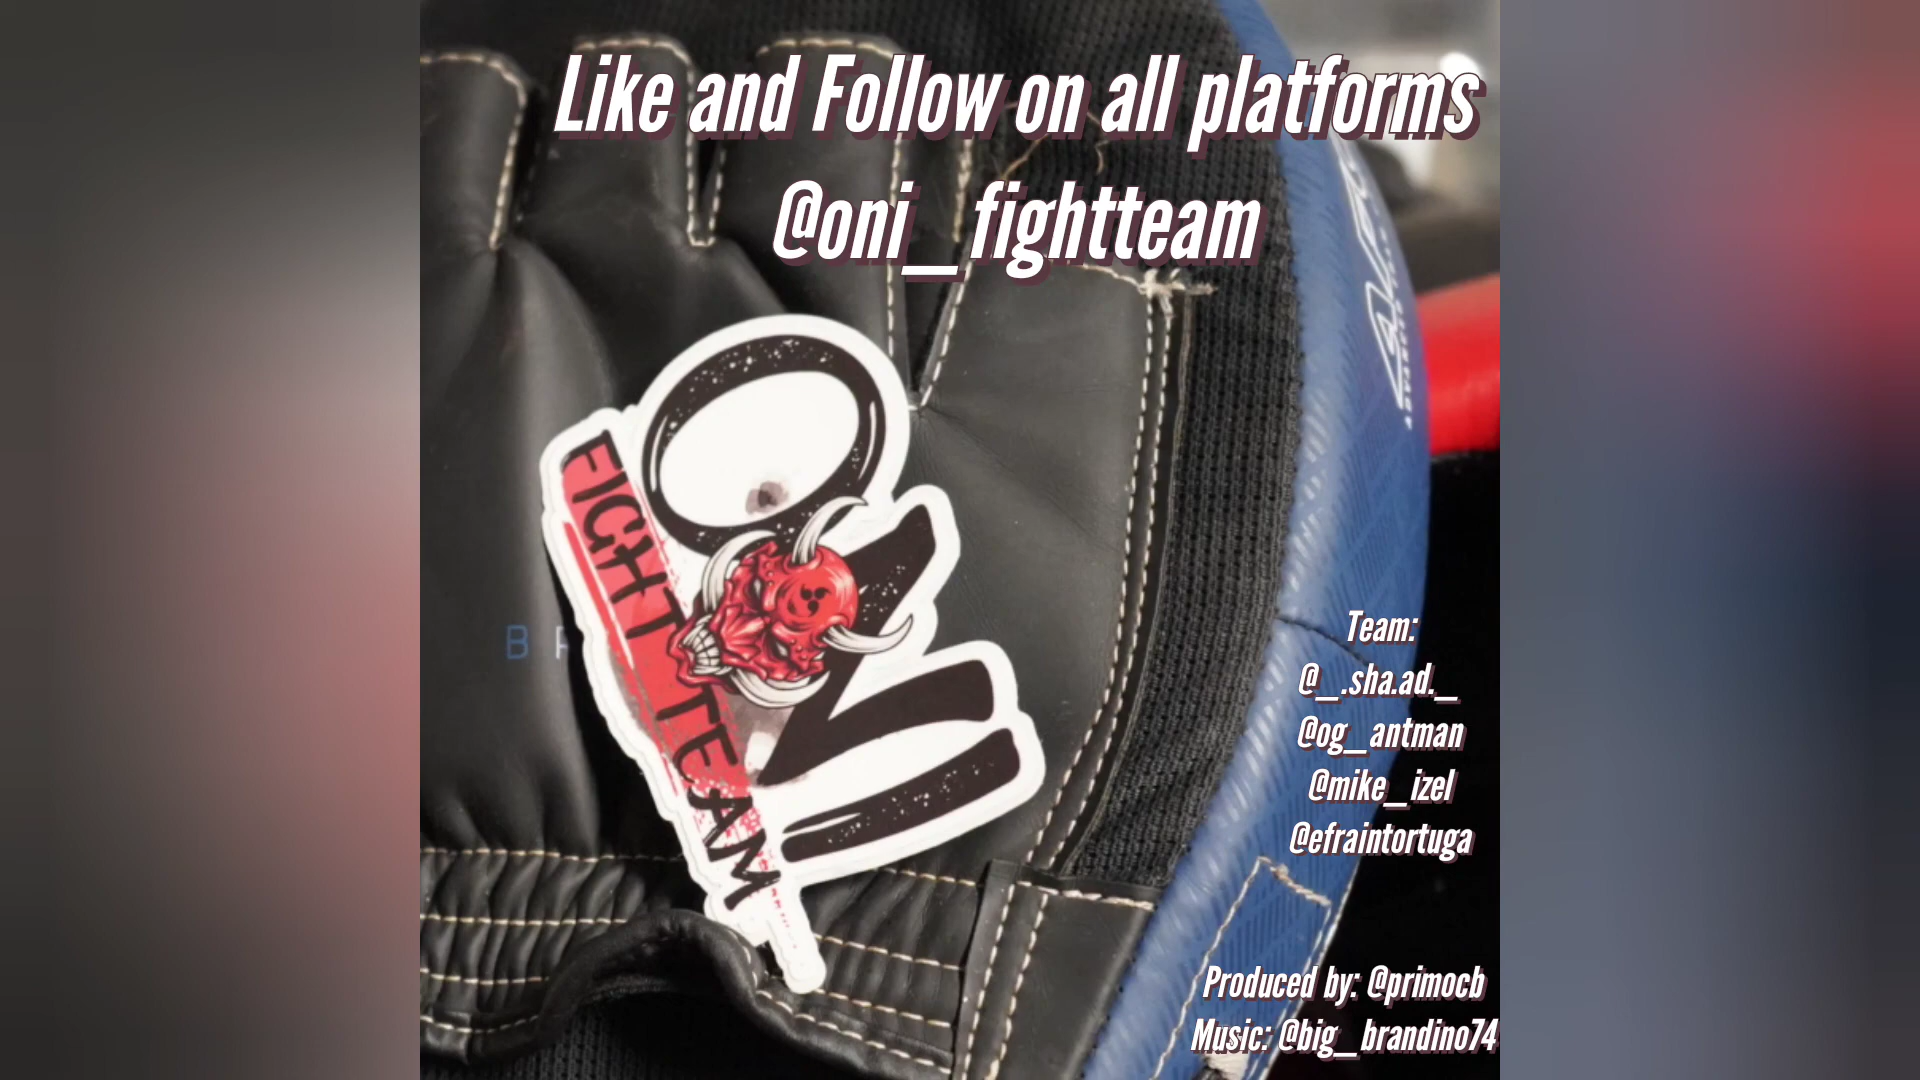 Like and Follow on all platforms
@oni_fightteam
ONI
FIGHT TEAM
B
Team:
@_.sha.ad._
@og_antman
@mike_izel
@efraintortuga
Produced by: @primocb
Music: @big_brandino74